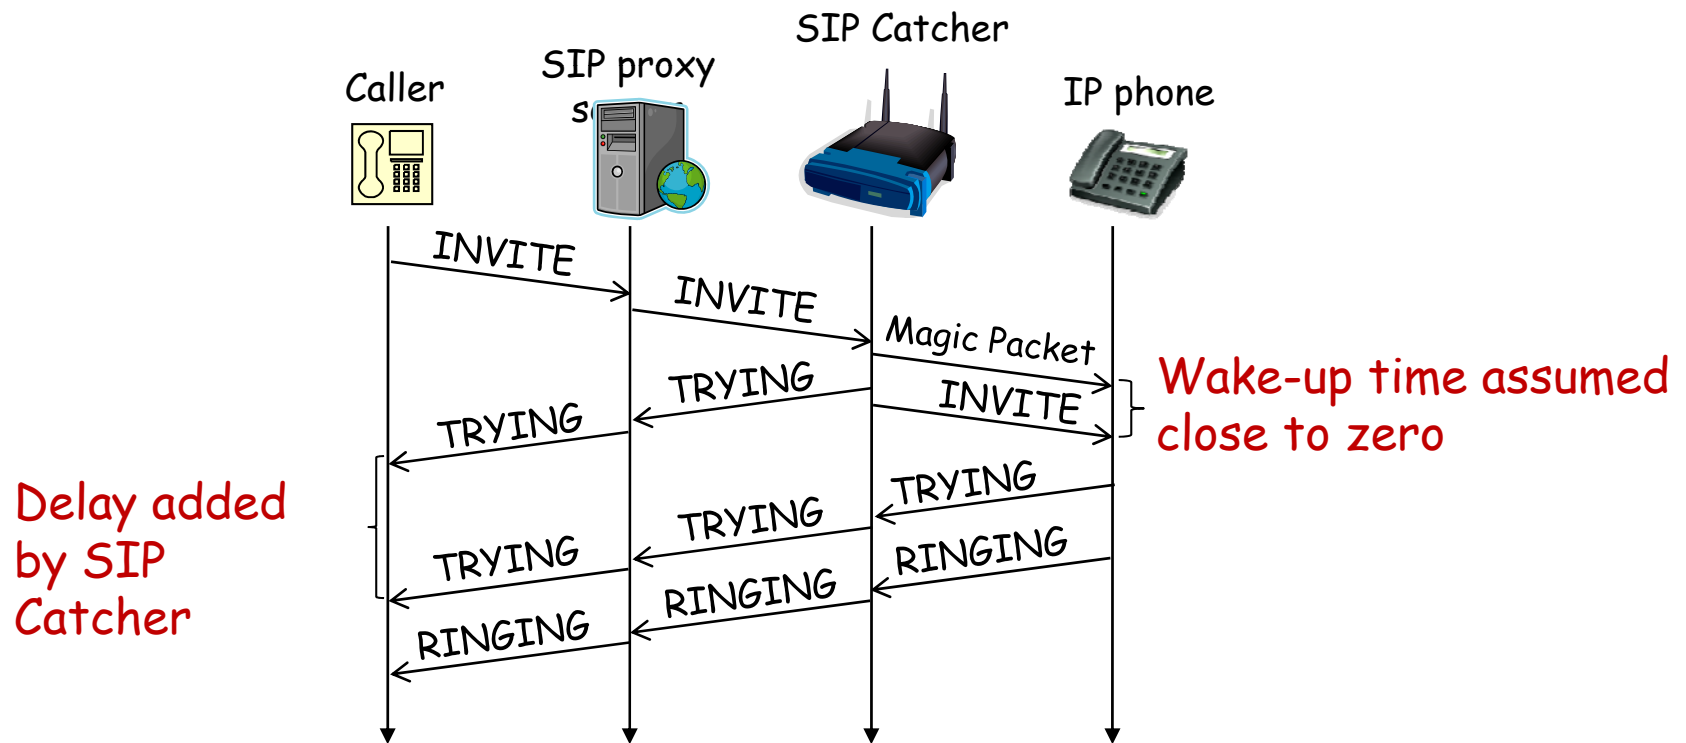 SIP Catcher
SIP proxy
Caller
IP phone
INVITE
INVITE
Magic Packet
TRYING
INVITE
TRYING
Wake-up time assumed
close to zero
Delay added
by SIP
Catcher
TRYING
TRYING
TRYING
RINGING
RINGING
RINGING